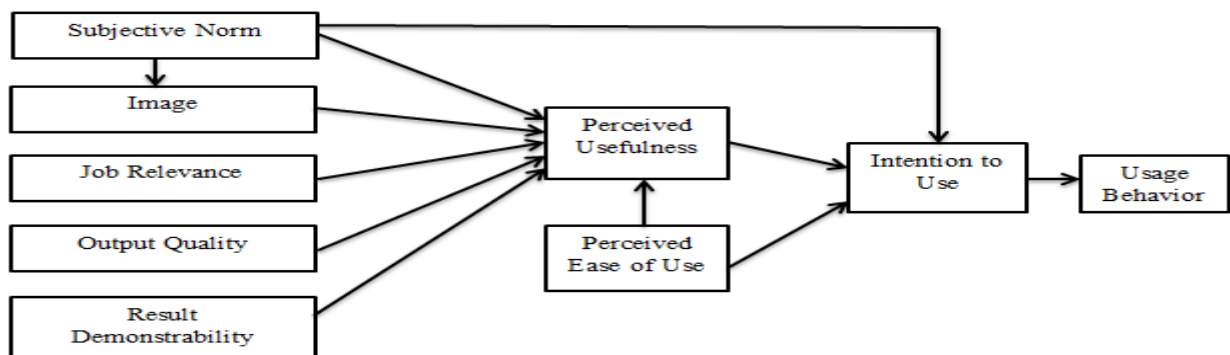 Subjective Norm
Image
Job Relevance
Output Quality
Result
Demonstrability
Perceived
Usefulness
Perceived
Ease of Use
Intention to
Use
Usage
Behavior